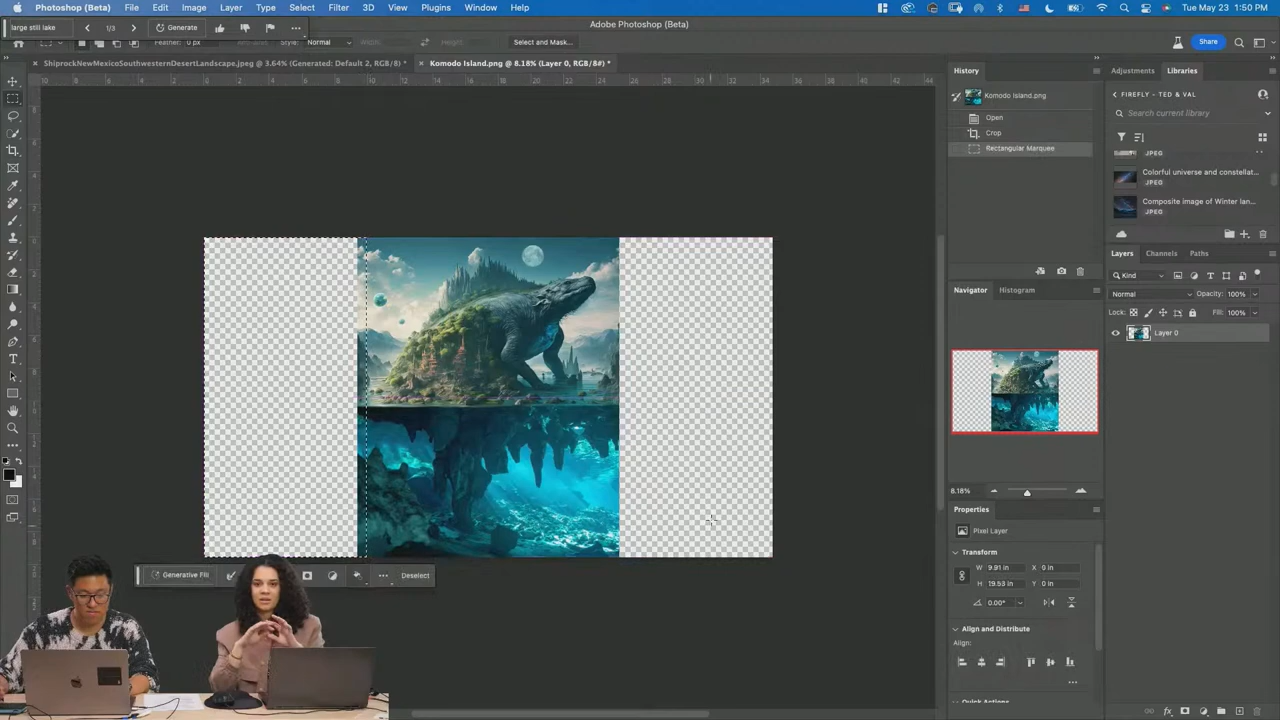 Photoshop (Beta) File Edit Image Layer Type Select Filter 3D View Plugins Window Help
Tue May 23 1:50 PM
large still lake 1/3 Generate
Adobe Photoshop (Beta)
Feather: 0 px Style: Normal Width: Height: Select and Mask... Share
ShiprockNewMexicoSouthwesternDesertLandscape.jpeg @ 3.64% (Generated: Default 2, RGB/8) *
Komodo Island.png @ 8.18% (Layer 0, RGB/8#) *
History
Komodo Island.png
Open
Crop
Rectangular Marquee
Adjustments Libraries
FIREFLY - TED & VAL
Search current library
JPEG
Colorful universe and constellat...
JPEG
Composite image of Winter lan...
JPEG
Layers Channels Paths
Kind
Normal Opacity: 100%
Lock: Fill: 100%
Layer 0
Navigator Histogram
8.18%
Properties
Pixel Layer
Transform
W 9.91 in X 0 in
H 19.53 in Y 0 in
0.00°
Align and Distribute
Align:
Quick Actions
Generative Fill Deselect